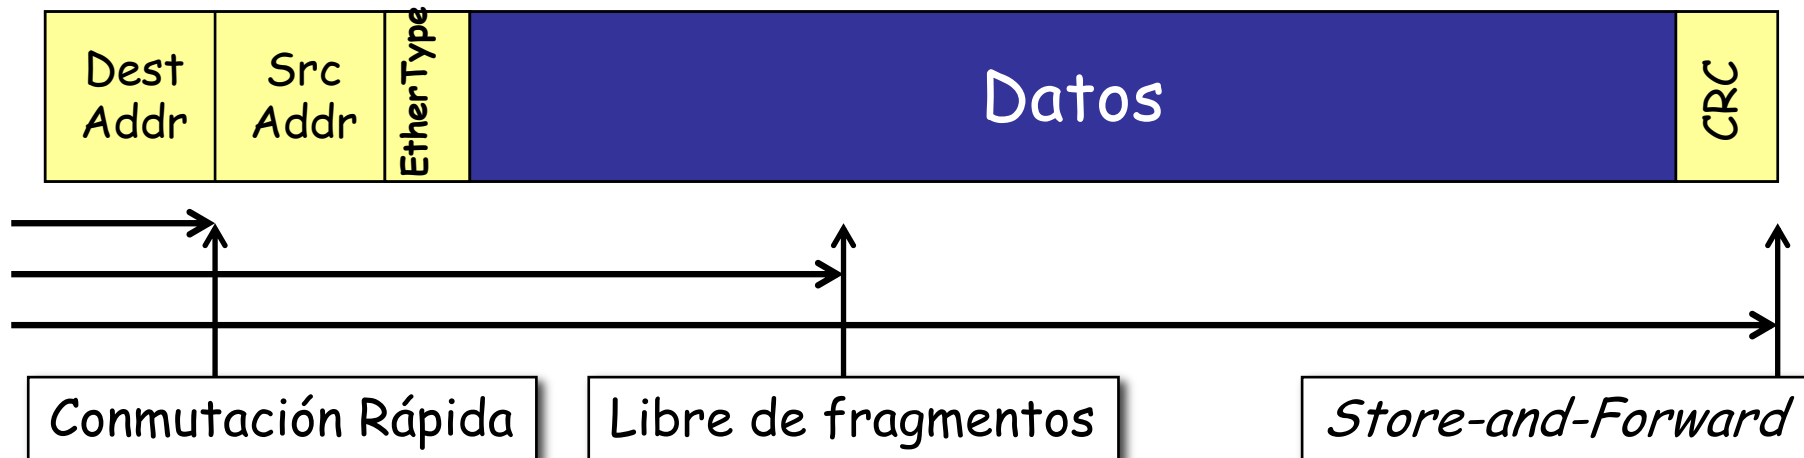 Dest
Addr
Src
Addr
EtherType
Datos
CRC
Conmutación Rápida
Libre de fragmentos
Store-and-Forward